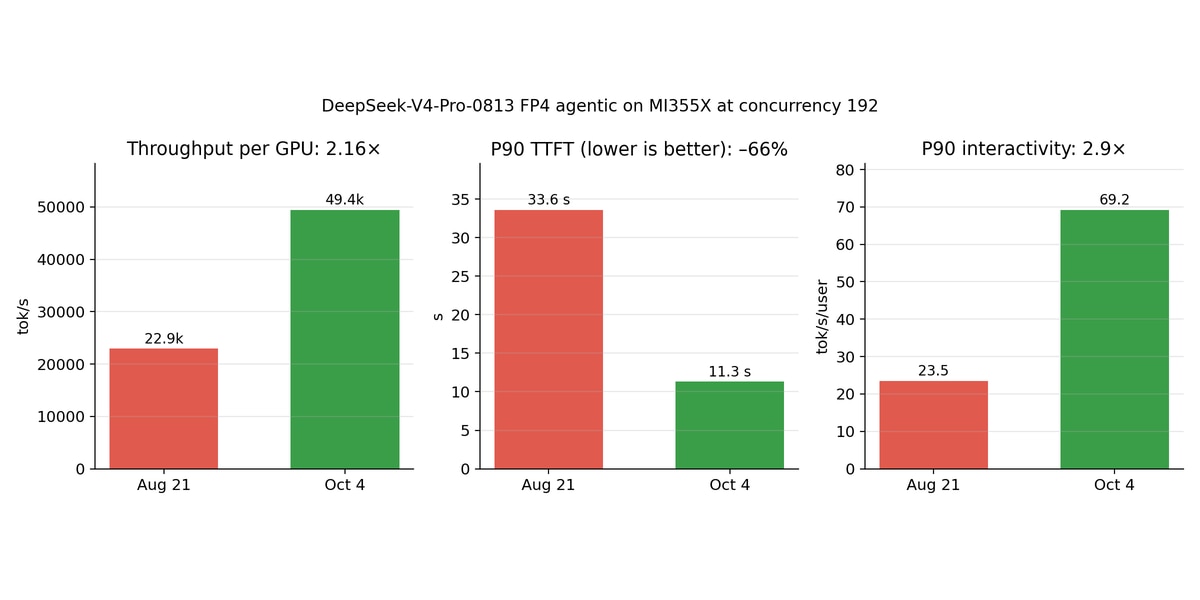 DeepSeek-V4-Pro-0813 FP4 agentic on MI355X at concurrency 192
Throughput per GPU: 2.16×
tok/s
50000
40000
30000
20000
10000
0
22.9k
49.4k
Aug 21
Oct 4
P90 TTFT (lower is better): –66%
s
35
30
25
20
15
10
5
0
33.6 s
11.3 s
Aug 21
Oct 4
P90 interactivity: 2.9×
tok/s/user
80
70
60
50
40
30
20
10
0
23.5
69.2
Aug 21
Oct 4